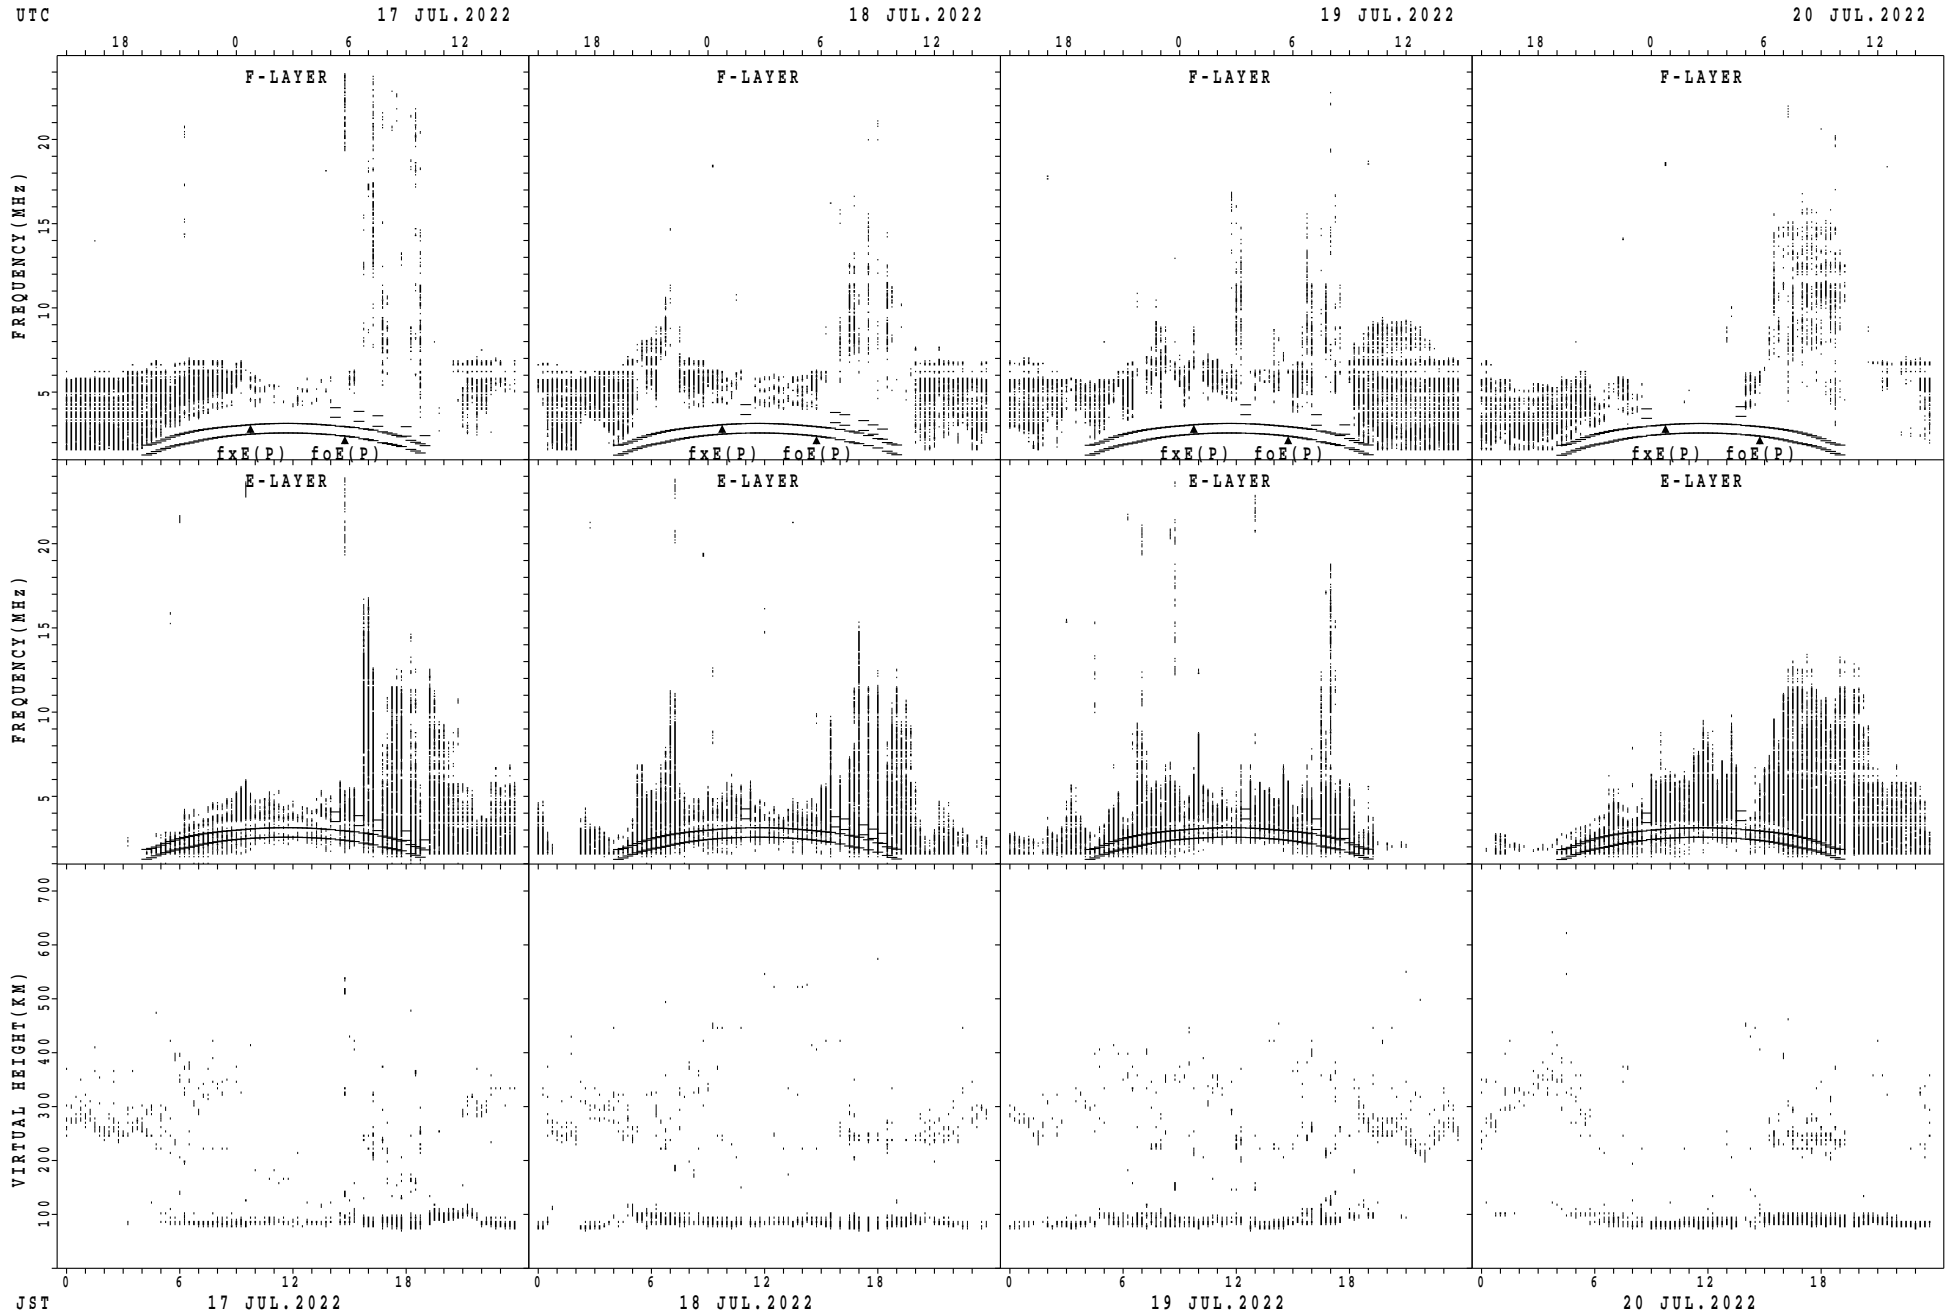 UTC 17 JUL.2022 18 JUL.2022 19 JUL.2022 20 JUL.2022
18 0 6 12 18 0 6 12 18 0 6 12 18 0 6 12
F-LAYER F-LAYER F-LAYER F-LAYER
FREQUENCY(MHz)
20
15
10
5
fxE(P) foE(P) fxE(P) foE(P) fxE(P) foE(P) fxE(P) foE(P)
E-LAYER E-LAYER E-LAYER E-LAYER
FREQUENCY(MHz)
20
15
10
5
VIRTUAL HEIGHT(KM)
700
600
500
400
300
200
100
0 6 12 18 0 6 12 18 0 6 12 18 0 6 12 18
JST 17 JUL.2022 18 JUL.2022 19 JUL.2022 20 JUL.2022